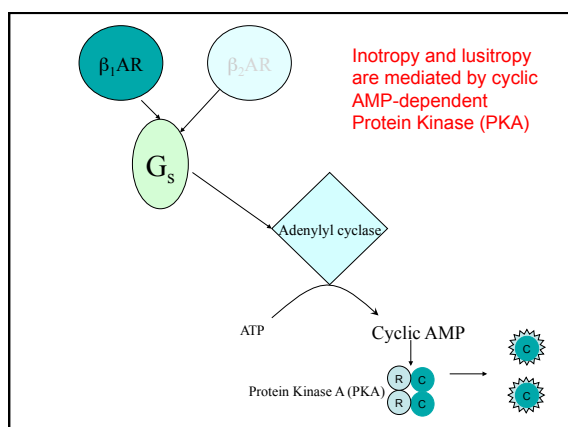 β₁AR
β₂AR
Inotropy and lusitropy
are mediated by cyclic
AMP-dependent
Protein Kinase (PKA)
Gₛ
Adenylyl cyclase
ATP
Cyclic AMP
Protein Kinase A (PKA)
R C
R C
C
C